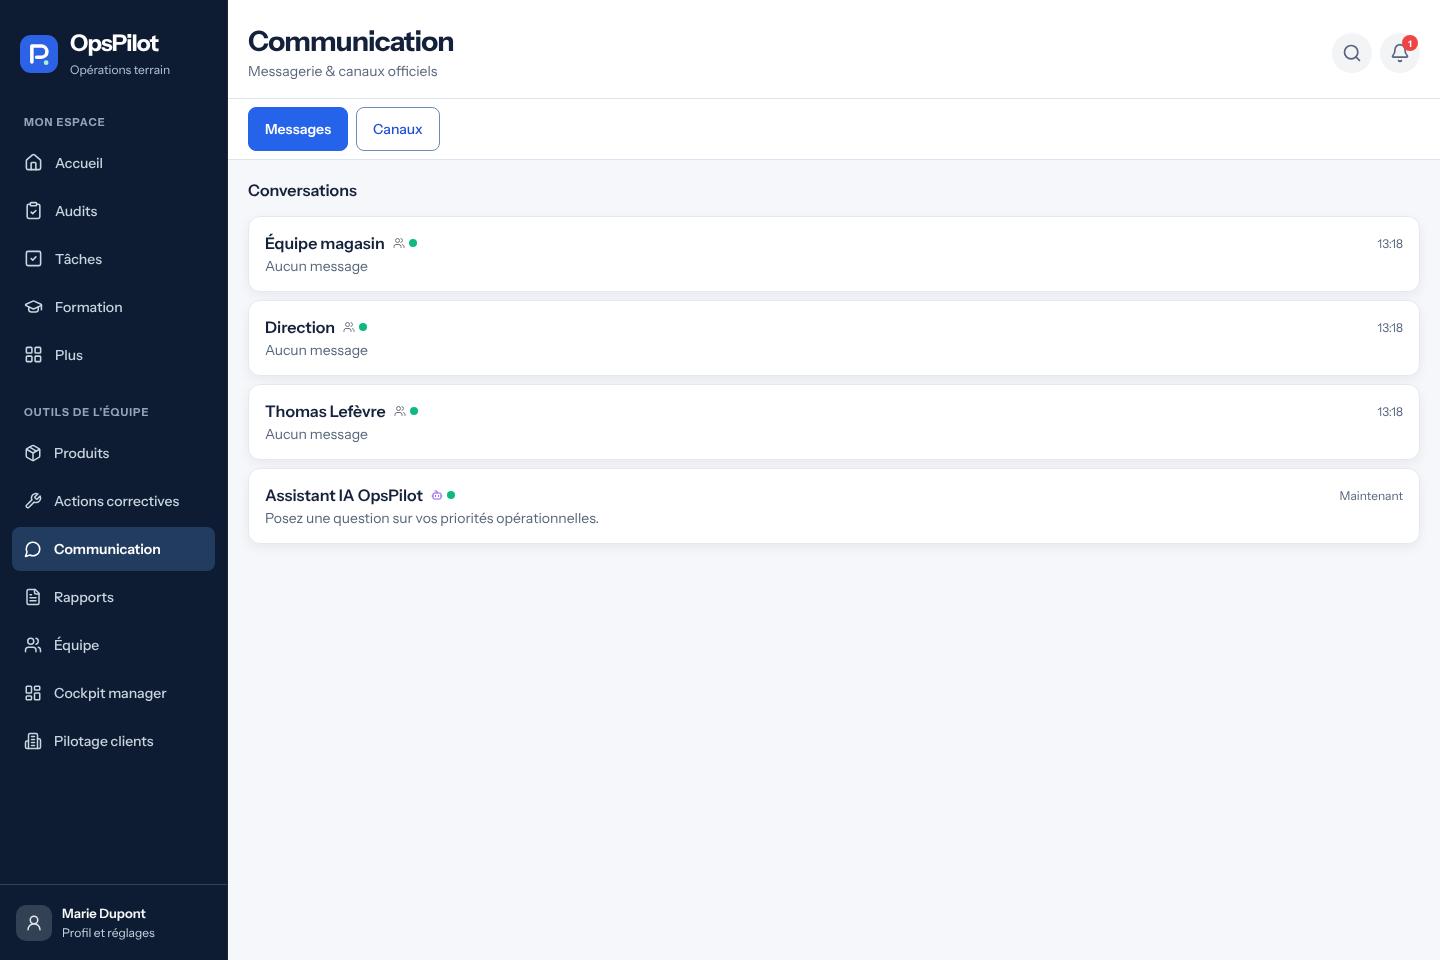 OpsPilot
Opérations terrain
MON ESPACE
Accueil
Audits
Tâches
Formation
Plus
OUTILS DE L'ÉQUIPE
Produits
Actions correctives
Communication
Rapports
Équipe
Cockpit manager
Pilotage clients
Marie Dupont
Profil et réglages
Communication
Messagerie & canaux officiels
1
Messages
Canaux
Conversations
Équipe magasin
13:18
Aucun message
Direction
13:18
Aucun message
Thomas Lefèvre
13:18
Aucun message
Assistant IA OpsPilot
Maintenant
Posez une question sur vos priorités opérationnelles.